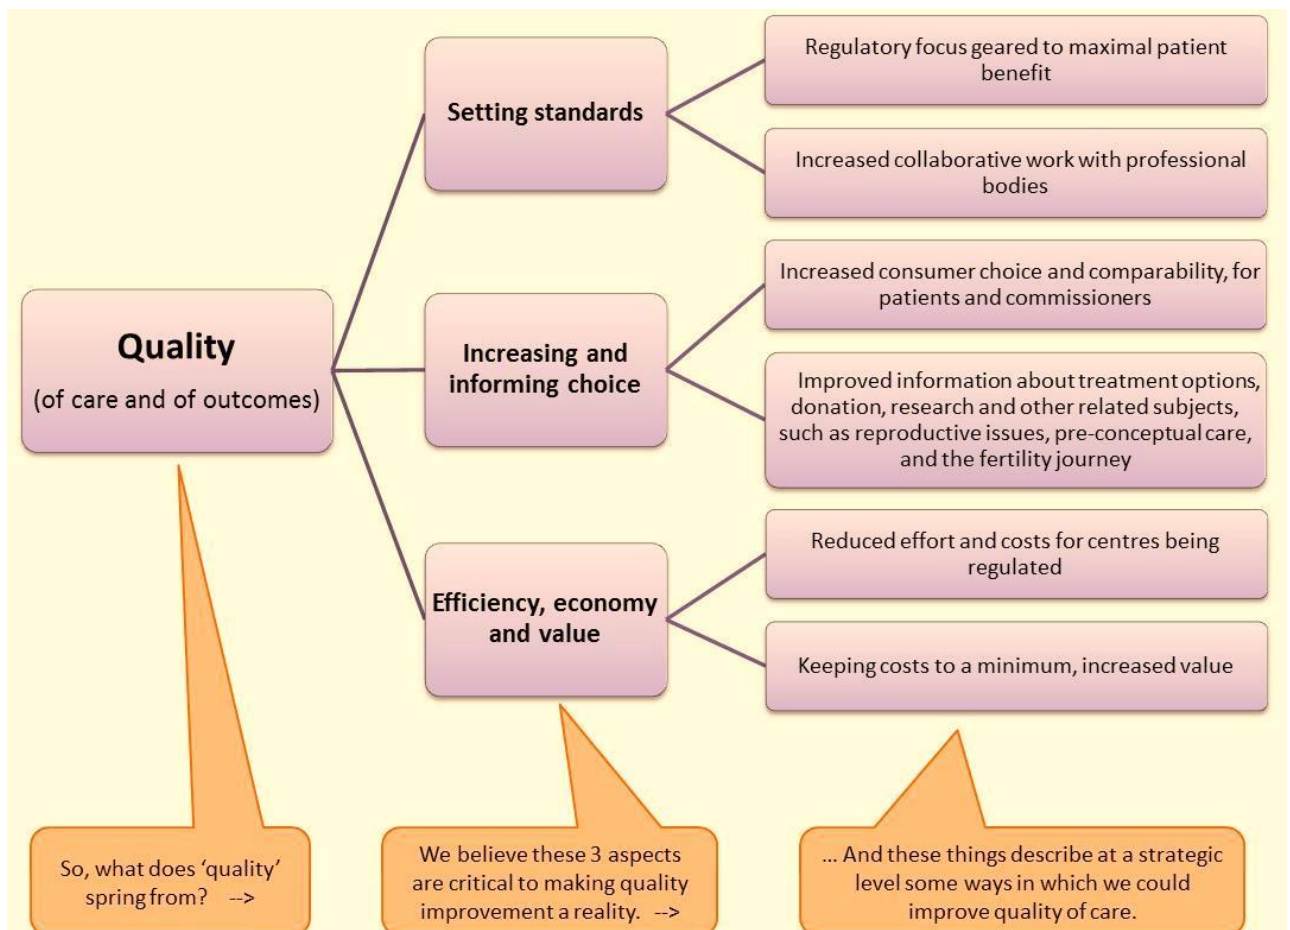 Quality
(of care and of outcomes)
Setting standards
Regulatory focus geared to maximal patient
benefit
Increased collaborative work with professional
bodies
Increasing and
informing choice
Increased consumer choice and comparability, for
patients and commissioners
Improved information about treatment options,
donation, research and other related subjects,
such as reproductive issues, pre-conceptual care,
and the fertility journey
Efficiency, economy
and value
Reduced effort and costs for centres being
regulated
Keeping costs to a minimum, increased value
So, what does ‘quality’
spring from? -->
We believe these 3 aspects
are critical to making quality
improvement a reality. -->
... And these things describe at a strategic
level some ways in which we could
improve quality of care.